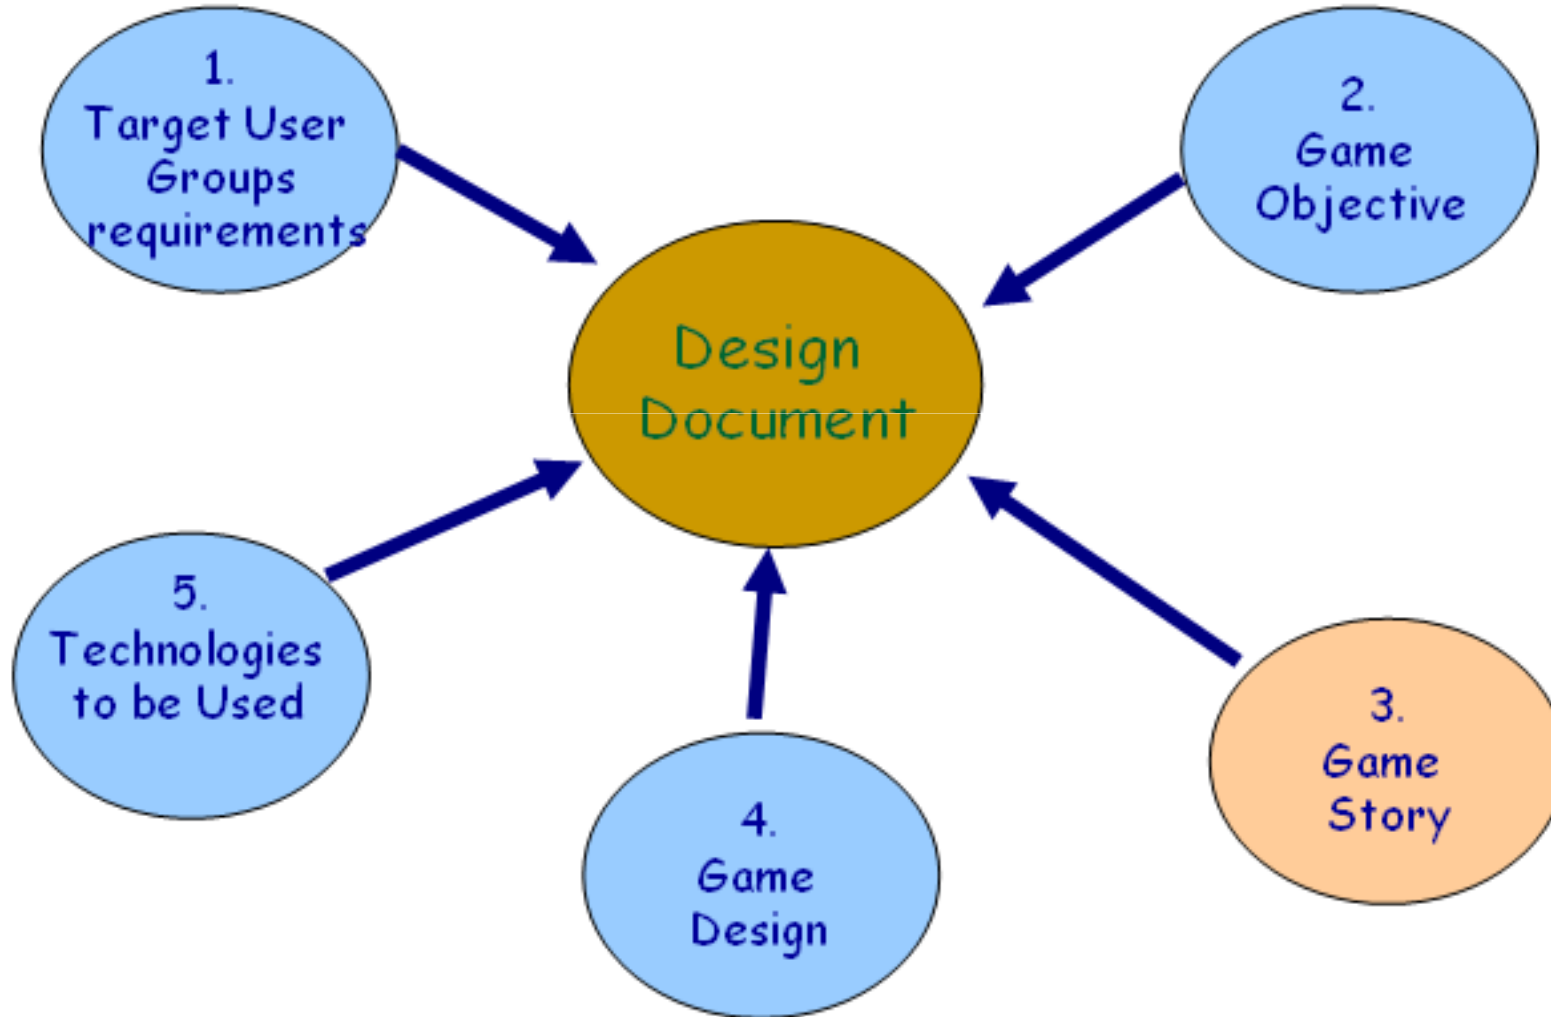 1.
Target User
Groups
requirements
2.
Game
Objective
Design
Document
3.
Game
Story
4.
Game
Design
5.
Technologies
to be Used